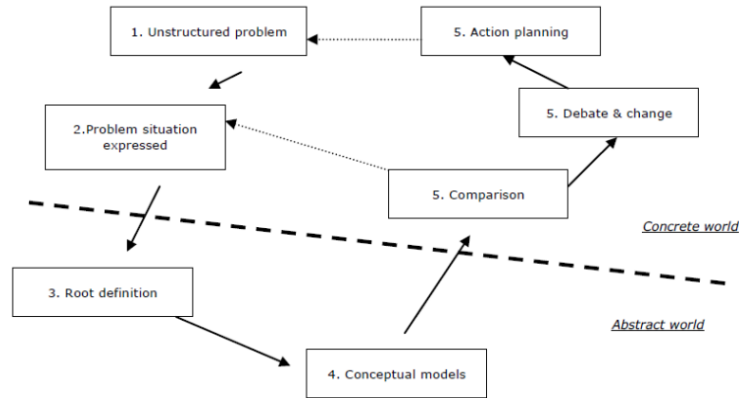 1. Unstructured problem
5. Action planning
2.Problem situation
expressed
5. Debate & change
5. Comparison
Concrete world
3. Root definition
Abstract world
4. Conceptual models